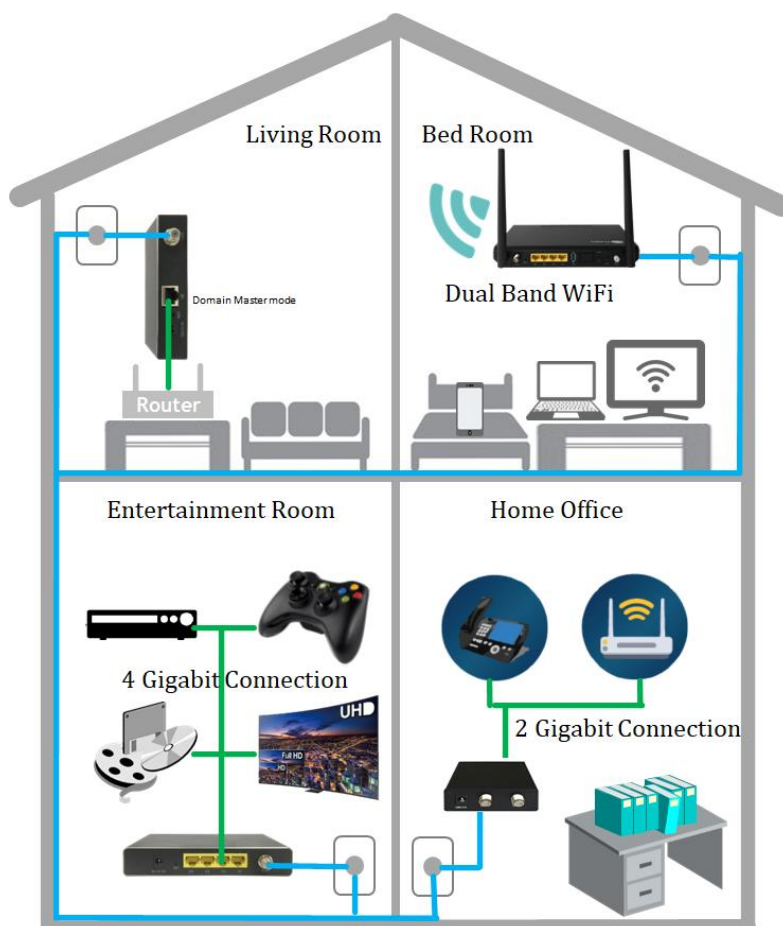 Living Room
Bed Room
Domain Master mode
Dual Band WiFi
Router
Entertainment Room
Home Office
4 Gigabit Connection
2 Gigabit Connection
UHD
Full HD
HD